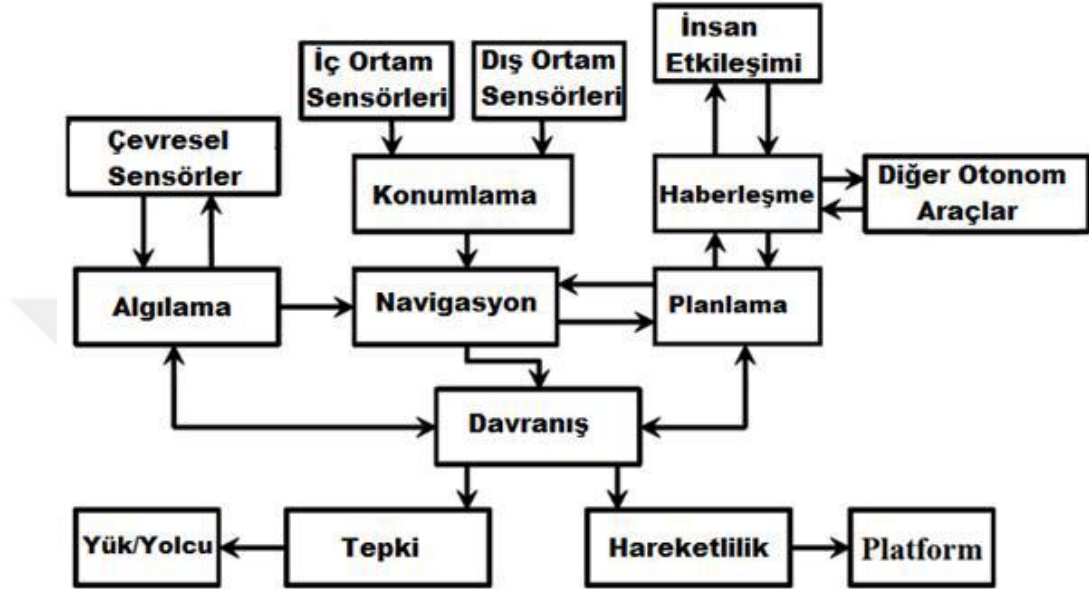 İnsan
Etkileşimi
İç Ortam
Sensörleri
Dış Ortam
Sensörleri
Çevresel
Sensörler
Konumlama
Haberleşme
Diğer Otonom
Araçlar
Algılama
Navigasyon
Planlama
Davranış
Yük/Yolcu
Tepki
Hareketlilik
Platform